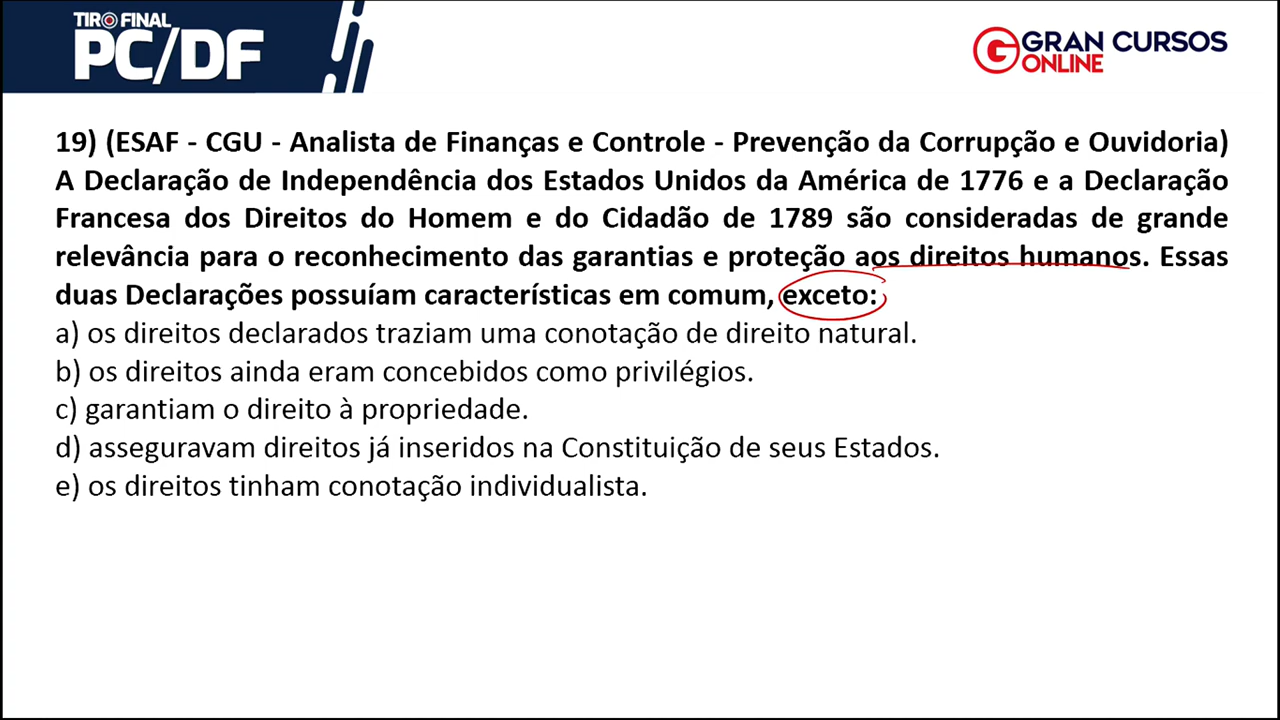 TIRO FINAL
PC/DF
GRAN CURSOS
ONLINE
19) (ESAF - CGU - Analista de Finanças e Controle - Prevenção da Corrupção e Ouvidoria)
A Declaração de Independência dos Estados Unidos da América de 1776 e a Declaração
Francesa dos Direitos do Homem e do Cidadão de 1789 são consideradas de grande
relevância para o reconhecimento das garantias e proteção aos direitos humanos. Essas
duas Declarações possuíam características em comum, exceto:
a) os direitos declarados traziam uma conotação de direito natural.
b) os direitos ainda eram concebidos como privilégios.
c) garantiam o direito à propriedade.
d) asseguravam direitos já inseridos na Constituição de seus Estados.
e) os direitos tinham conotação individualista.